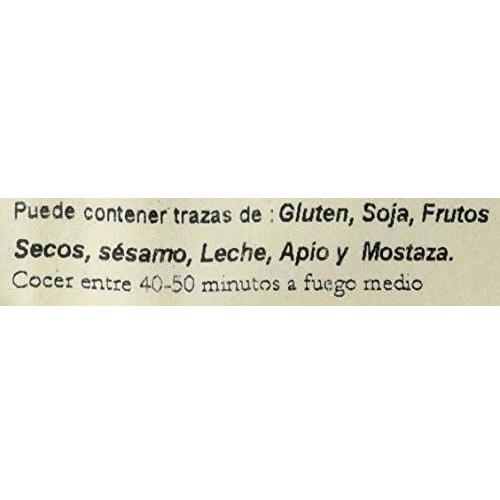 Puede contener trazas de : Gluten, Soja, Frutos
Secos, sésamo, Leche, Apio y Mostaza.
Cocer entre 40-50 minutos a fuego medio